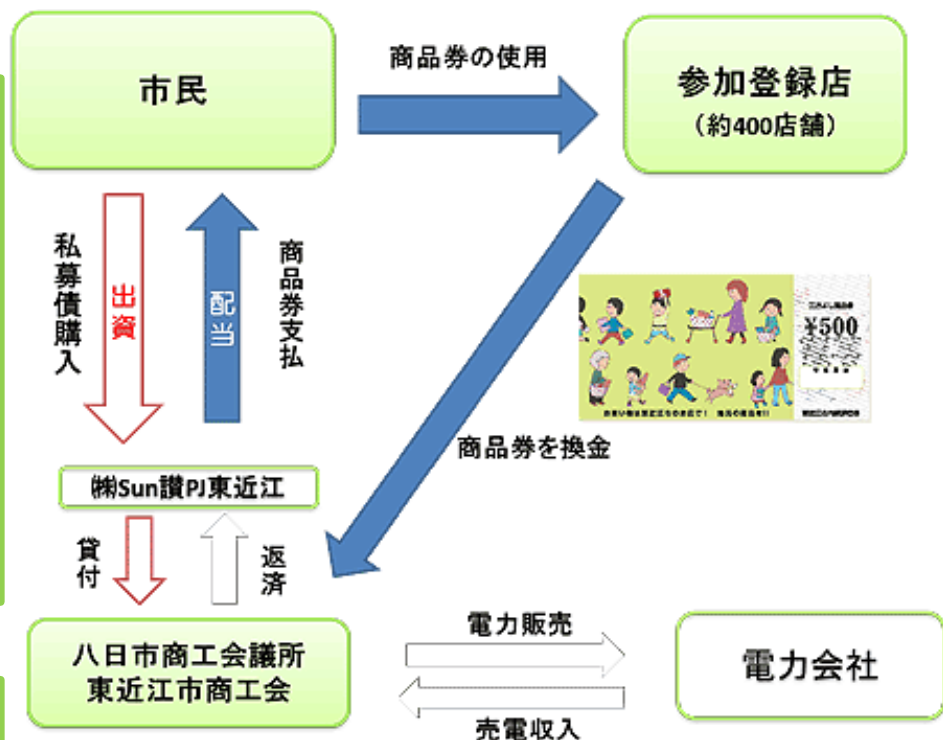 市民
商品券の使用
参加登録店
（約400店舗）
私募債購入
出資
配当
商品券支払
¥500
商品券を換金
㈱Sun讃PJ東近江
貸付
返済
八日市商工会議所
東近江市商工会
電力販売
売電収入
電力会社